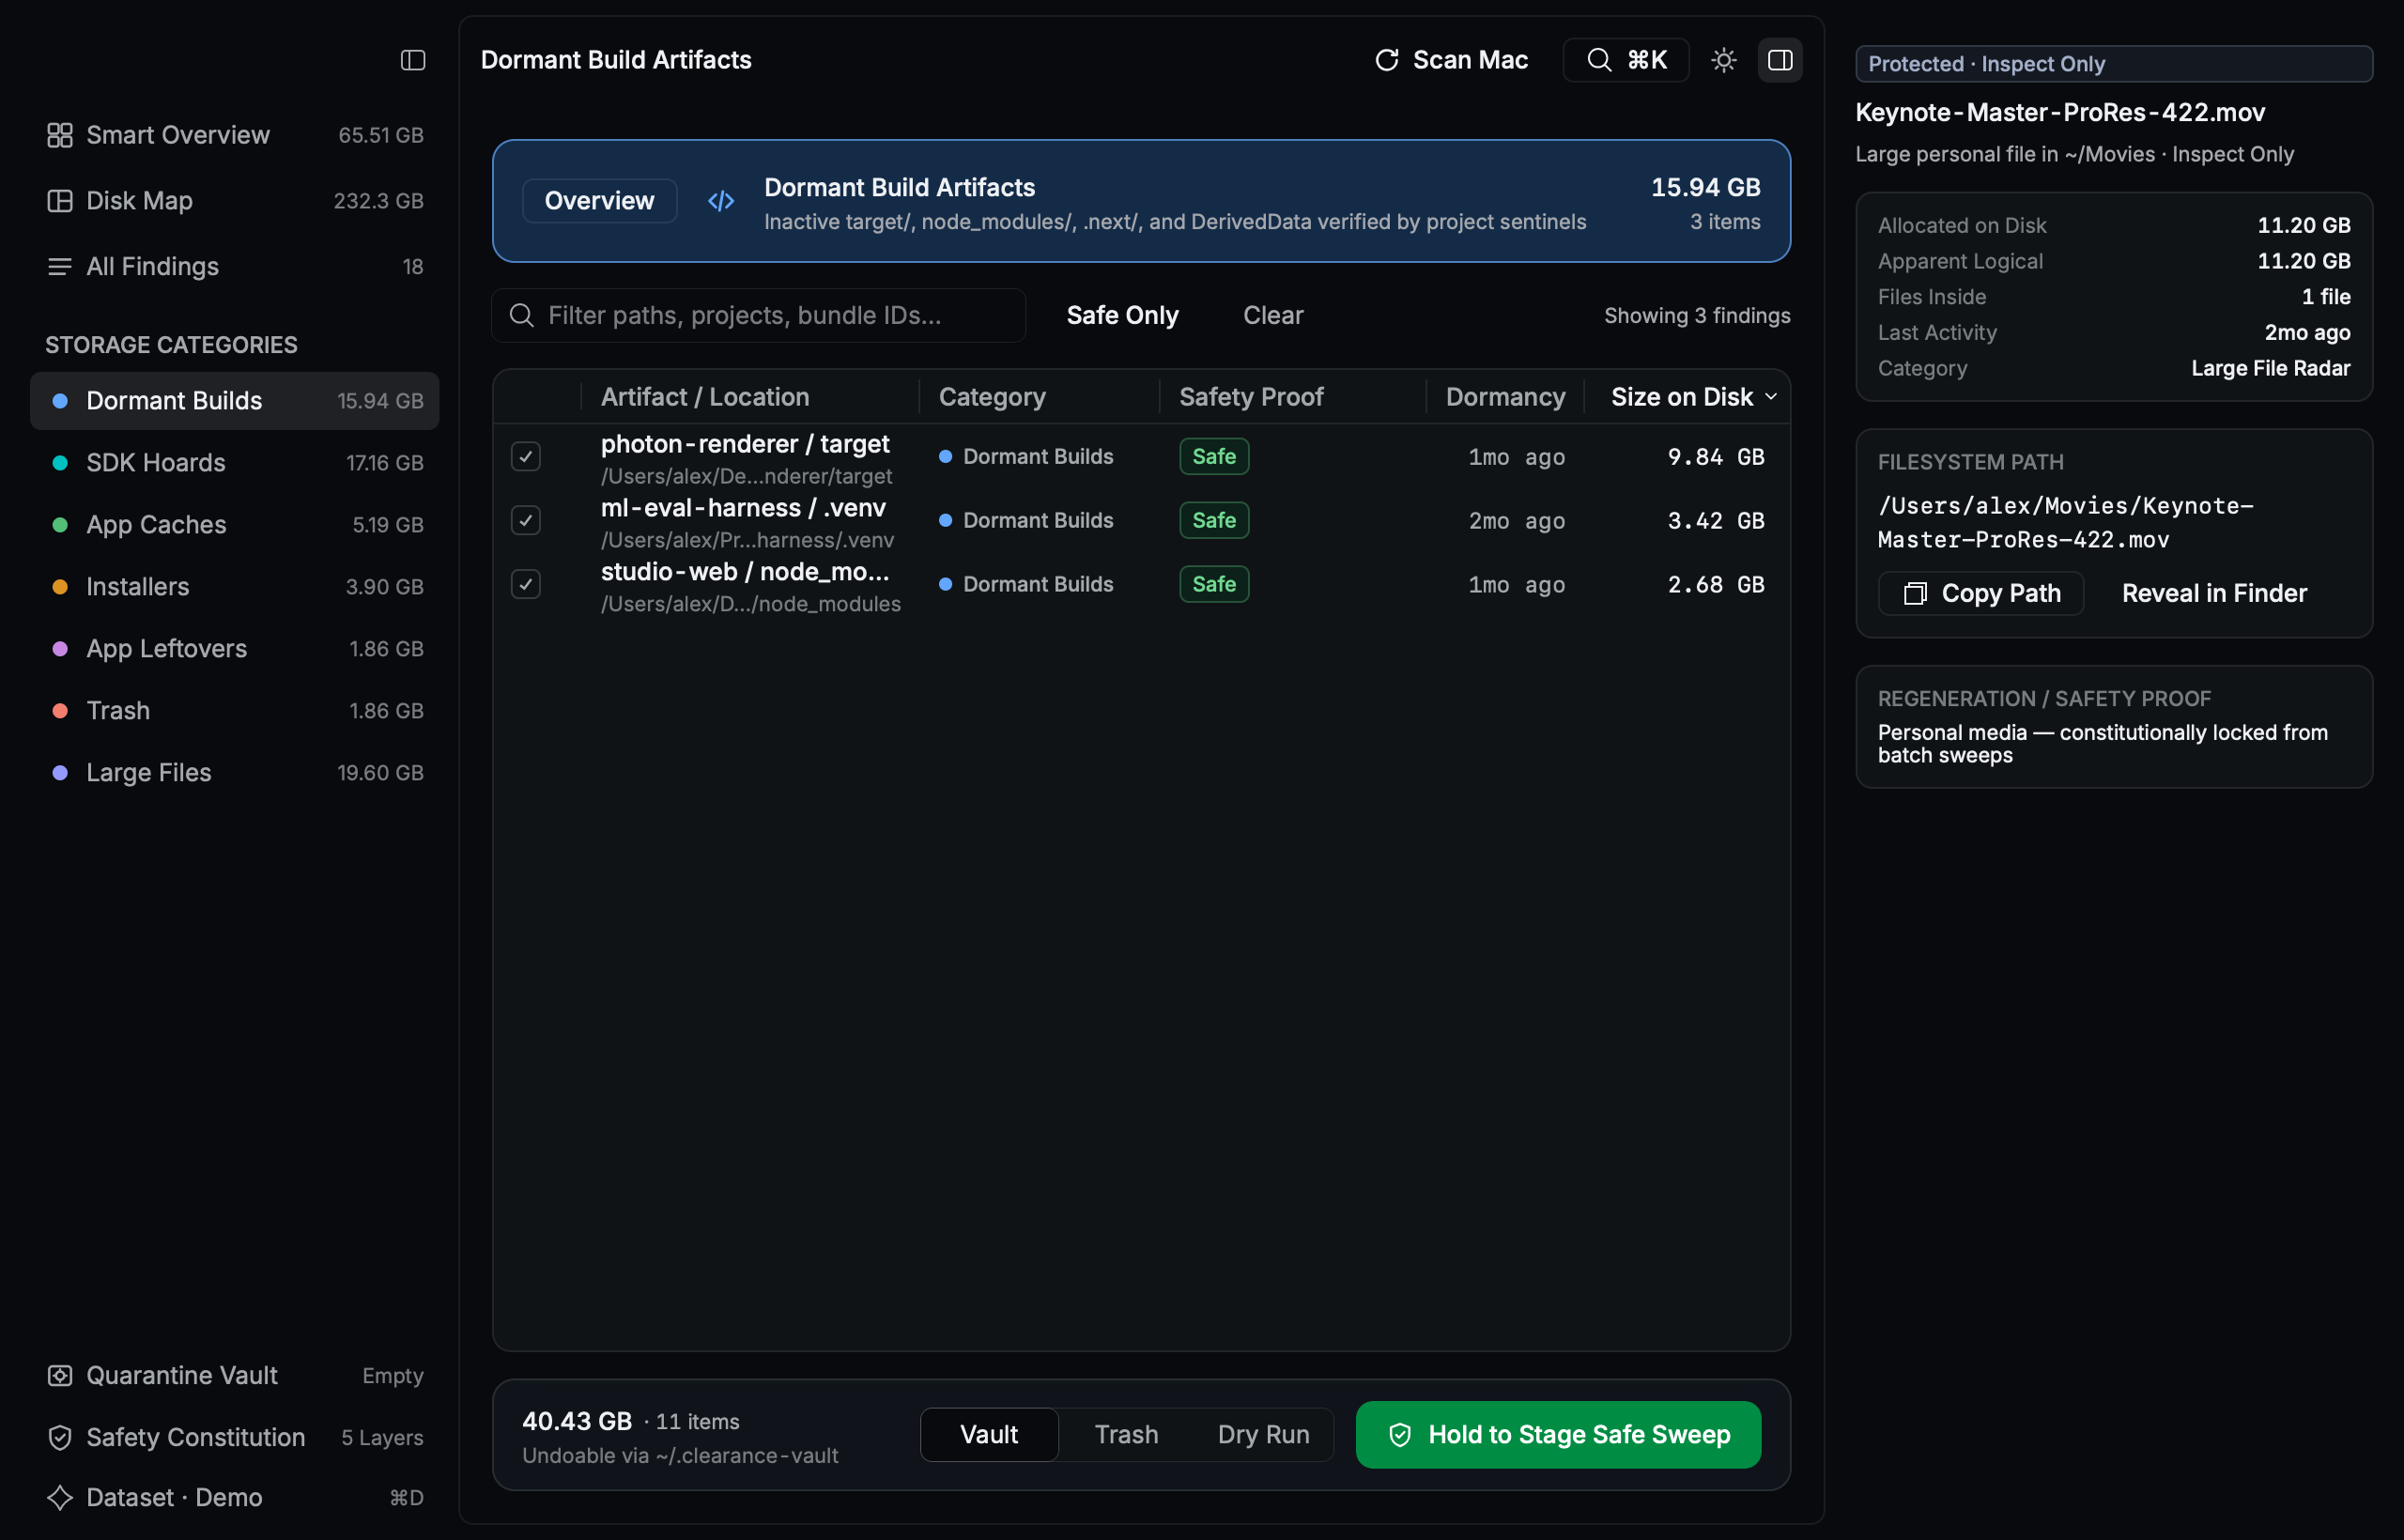 Smart Overview 65.51 GB
Disk Map 232.3 GB
All Findings 18
STORAGE CATEGORIES
Dormant Builds 15.94 GB
SDK Hoards 17.16 GB
App Caches 5.19 GB
Installers 3.90 GB
App Leftovers 1.86 GB
Trash 1.86 GB
Large Files 19.60 GB
Quarantine Vault Empty
Safety Constitution 5 Layers
Dataset · Demo ⌘D
Dormant Build Artifacts
Scan Mac
⌘K
Overview
Dormant Build Artifacts 15.94 GB
Inactive target/, node_modules/, .next/, and DerivedData verified by project sentinels 3 items
Filter paths, projects, bundle IDs... Safe Only Clear Showing 3 findings
Artifact / Location Category Safety Proof Dormancy Size on Disk
photon-renderer / target
/Users/alex/De...nderer/target
Dormant Builds Safe 1mo ago 9.84 GB
ml-eval-harness / .venv
/Users/alex/Pr...harness/.venv
Dormant Builds Safe 2mo ago 3.42 GB
studio-web / node_mo...
/Users/alex/D.../node_modules
Dormant Builds Safe 1mo ago 2.68 GB
40.43 GB · 11 items
Undoable via ~/.clearance-vault
Vault Trash Dry Run
Hold to Stage Safe Sweep
Protected · Inspect Only
Keynote-Master-ProRes-422.mov
Large personal file in ~/Movies · Inspect Only
Allocated on Disk 11.20 GB
Apparent Logical 11.20 GB
Files Inside 1 file
Last Activity 2mo ago
Category Large File Radar
FILESYSTEM PATH
/Users/alex/Movies/Keynote-
Master-ProRes-422.mov
Copy Path Reveal in Finder
REGENERATION / SAFETY PROOF
Personal media — constitutionally locked from
batch sweeps